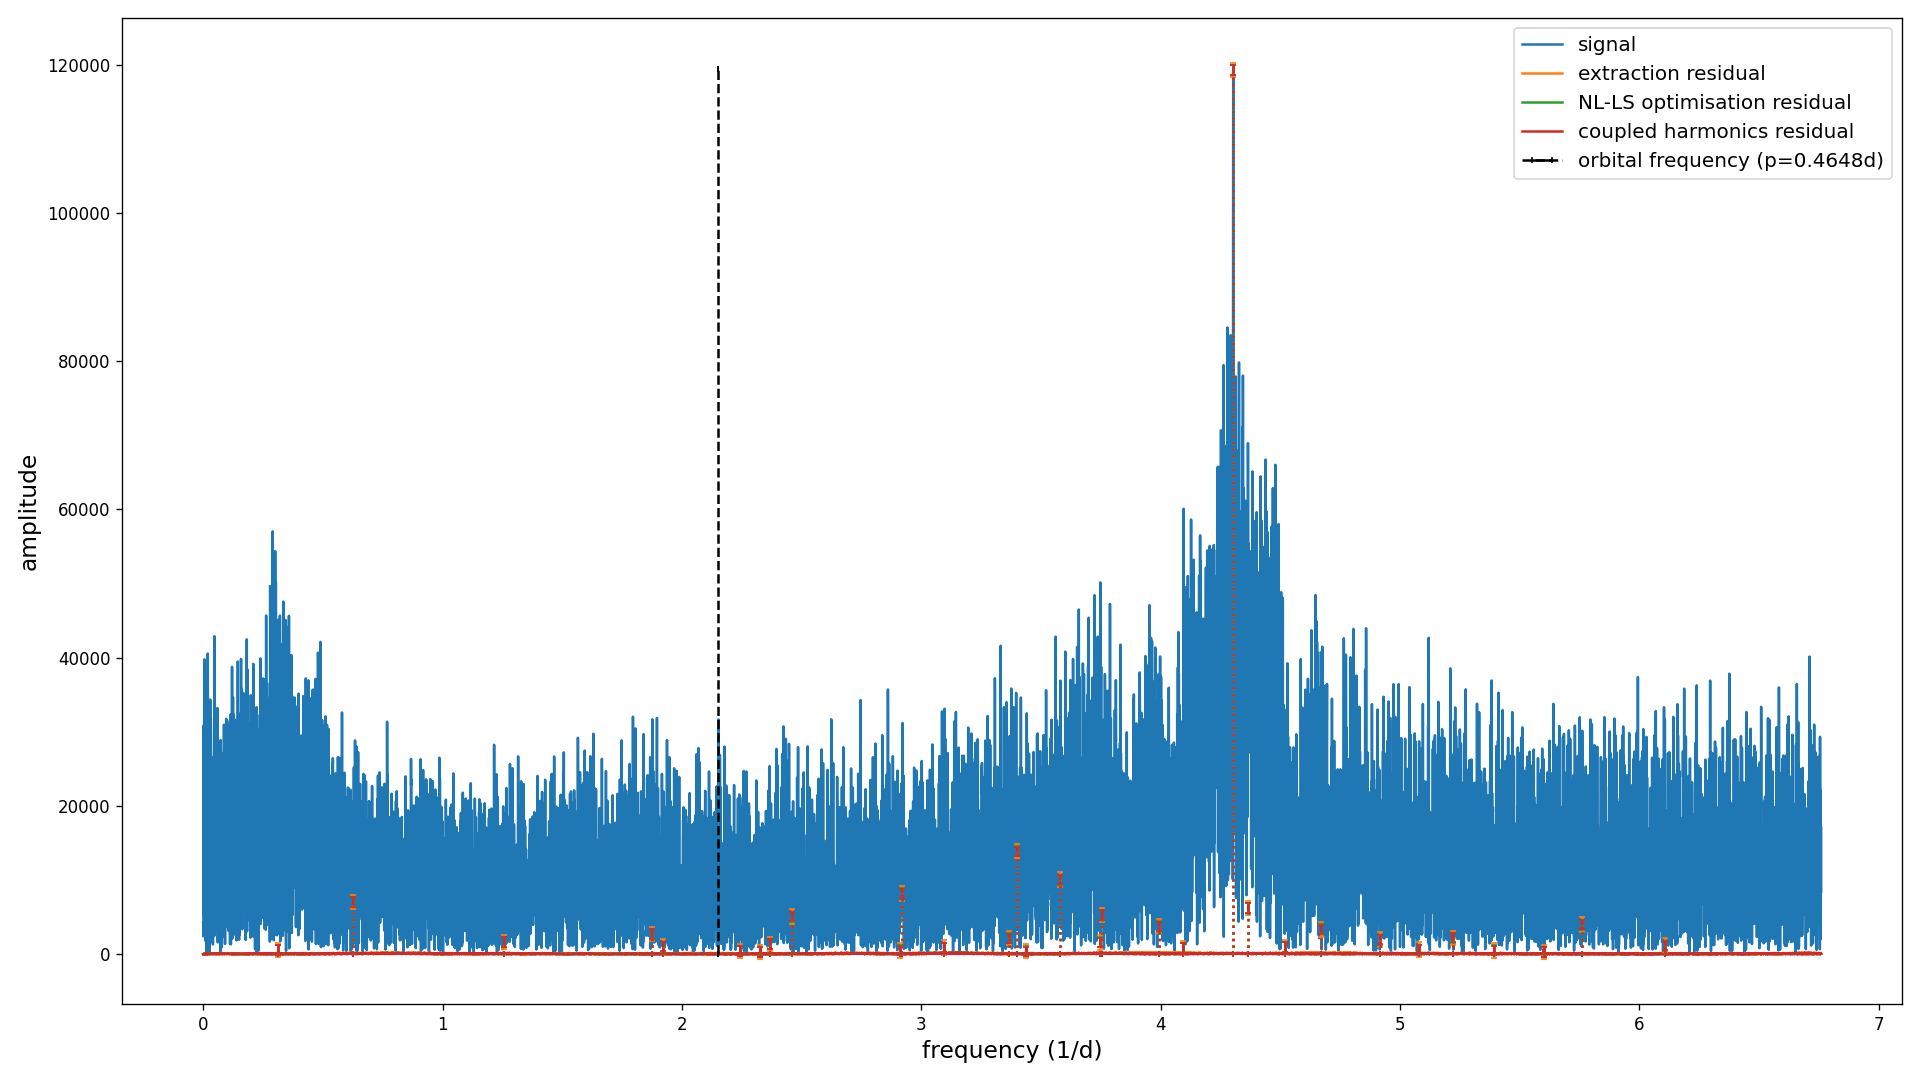 signal
extraction residual
NL-LS optimisation residual
coupled harmonics residual
orbital frequency (p=0.4648d)
amplitude
120000
100000
80000
60000
40000
20000
0
0 1 2 3 4 5 6 7
frequency (1/d)